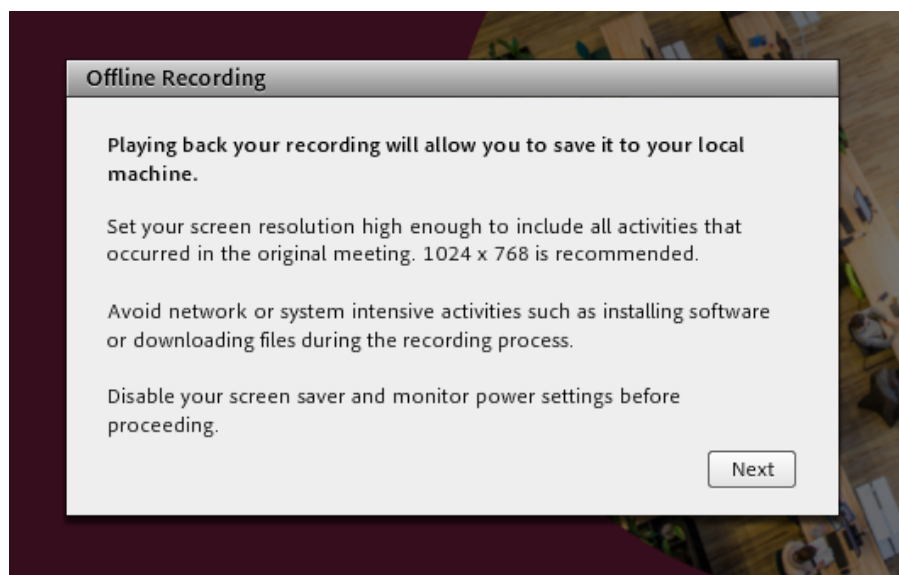 Offline Recording
Playing back your recording will allow you to save it to your local
machine.
Set your screen resolution high enough to include all activities that
occurred in the original meeting. 1024 x 768 is recommended.
Avoid network or system intensive activities such as installing software
or downloading files during the recording process.
Disable your screen saver and monitor power settings before
proceeding.
Next